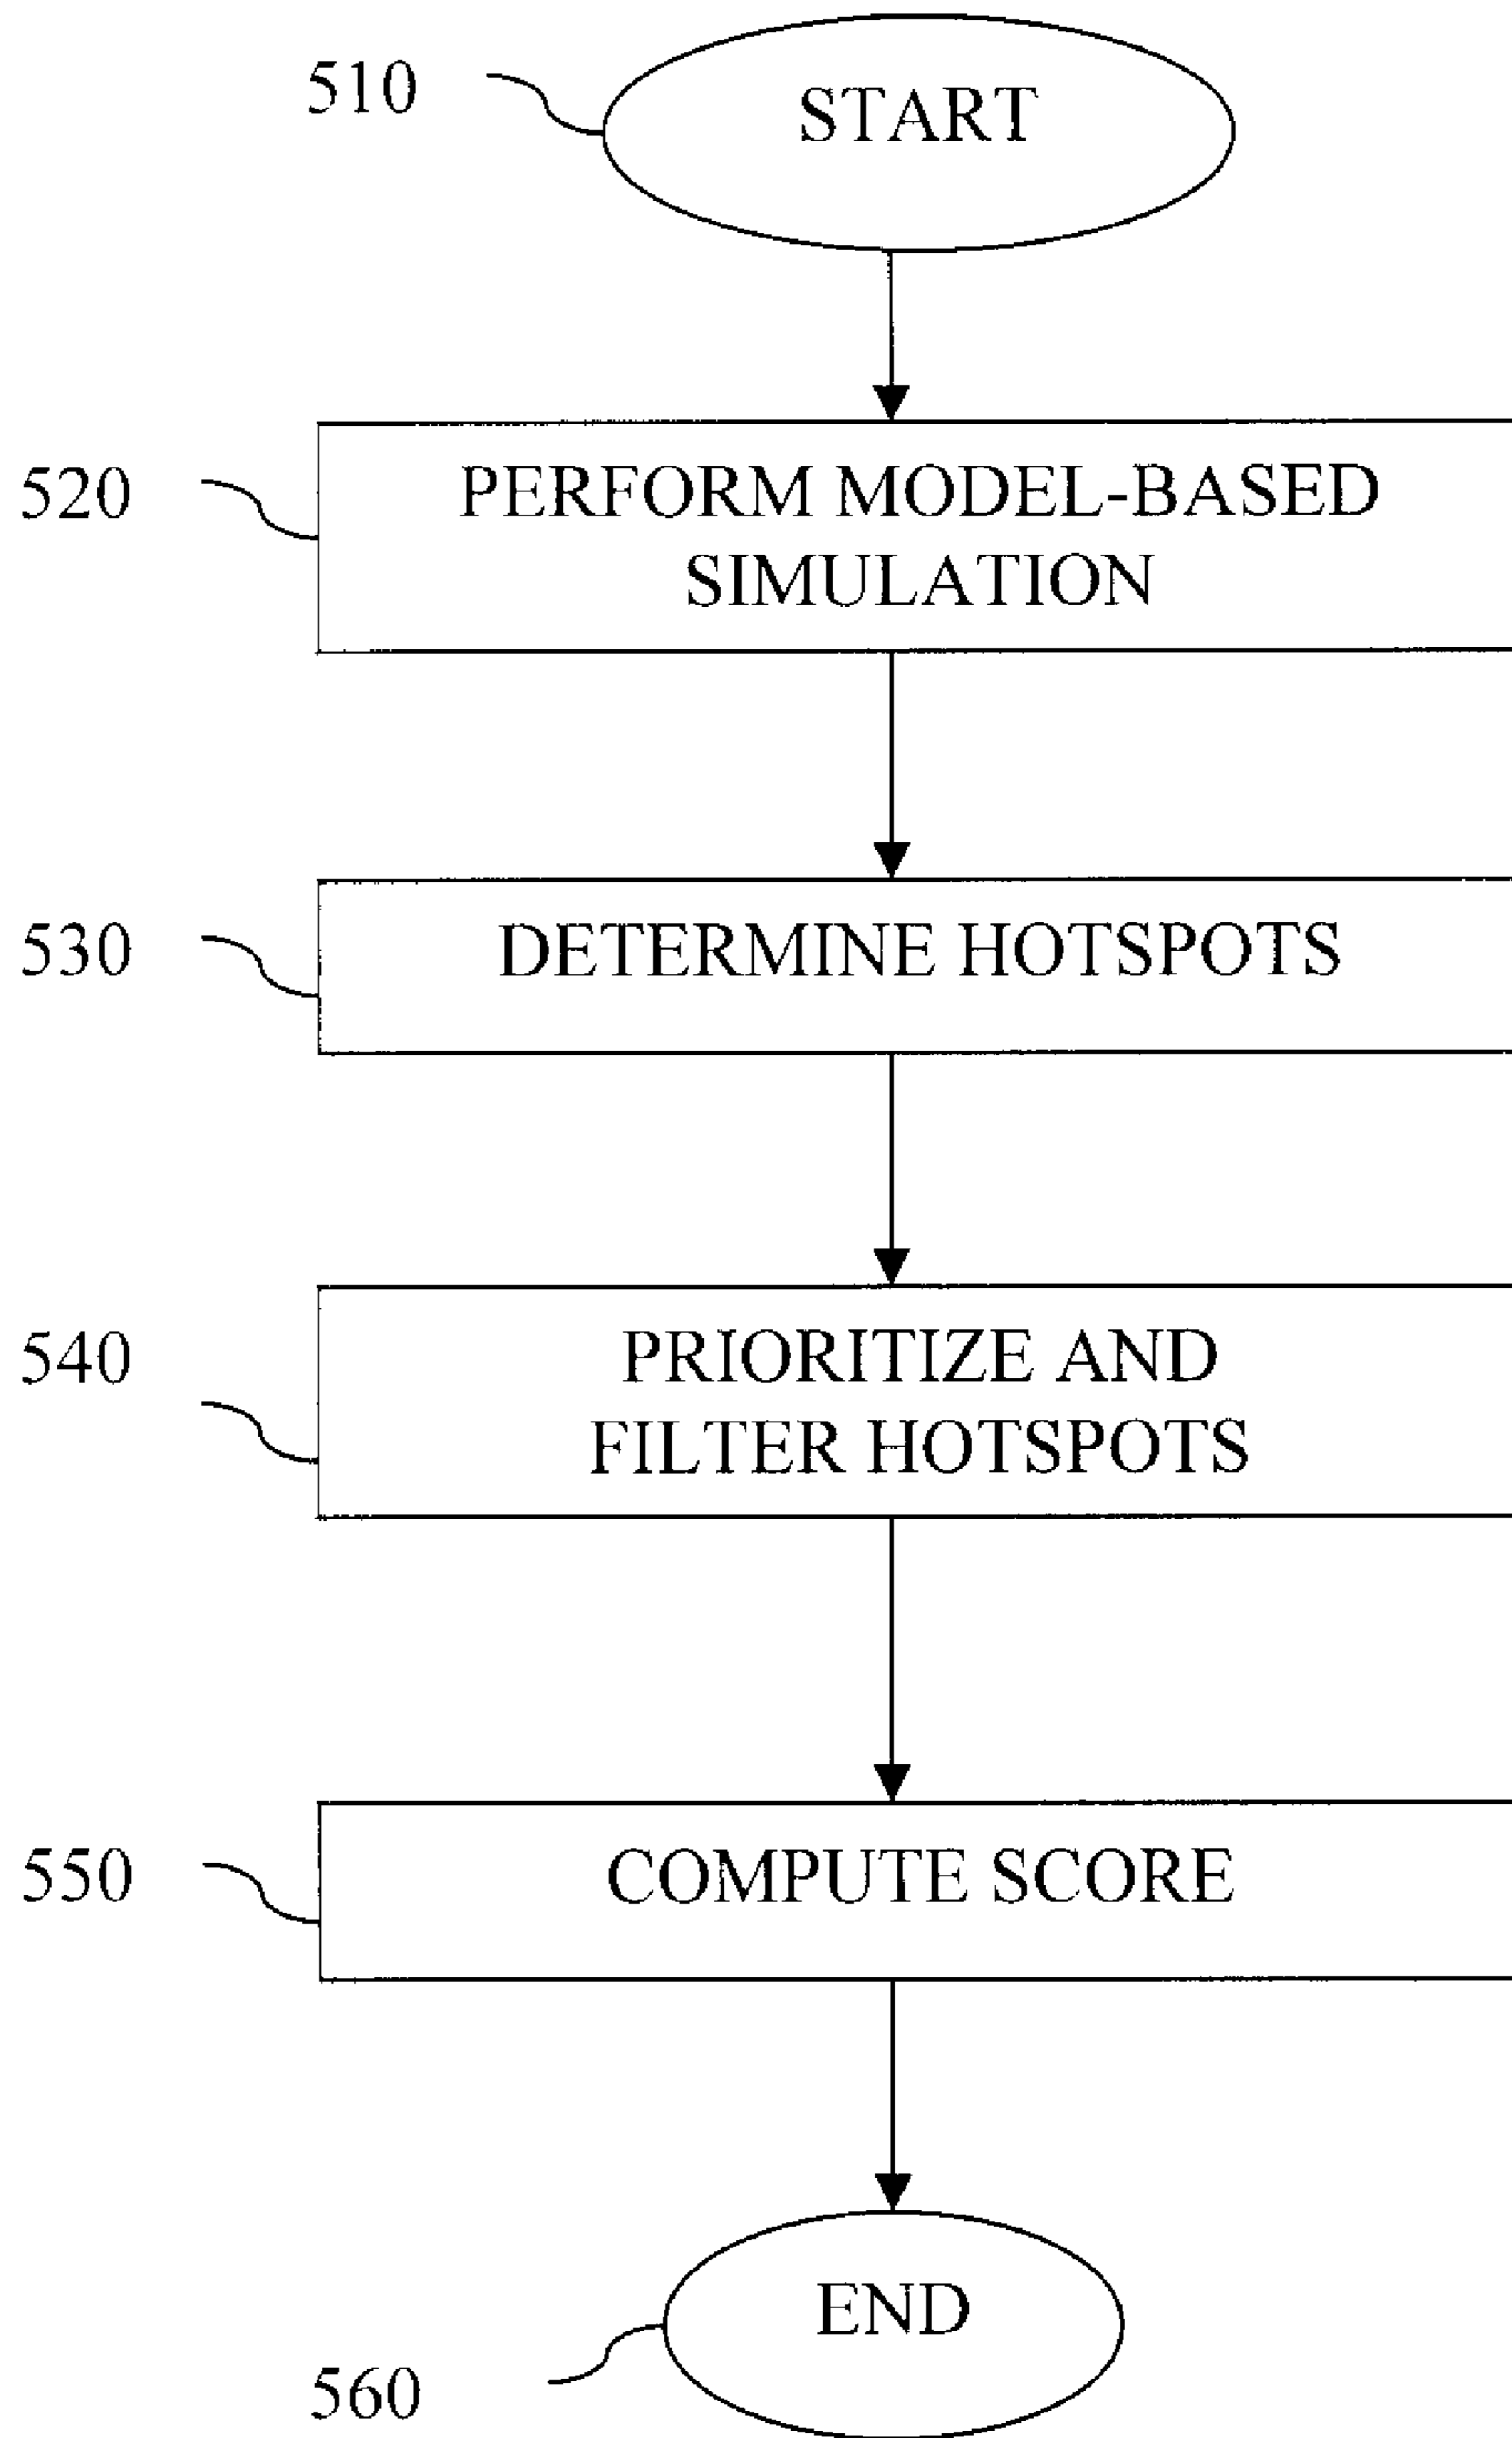 510
START
520
PERFORM MODEL-BASED
SIMULATION
530
DETERMINE HOTSPOTS
540
PRIORITIZE AND
FILTER HOTSPOTS
550
COMPUTE SCORE
END
560